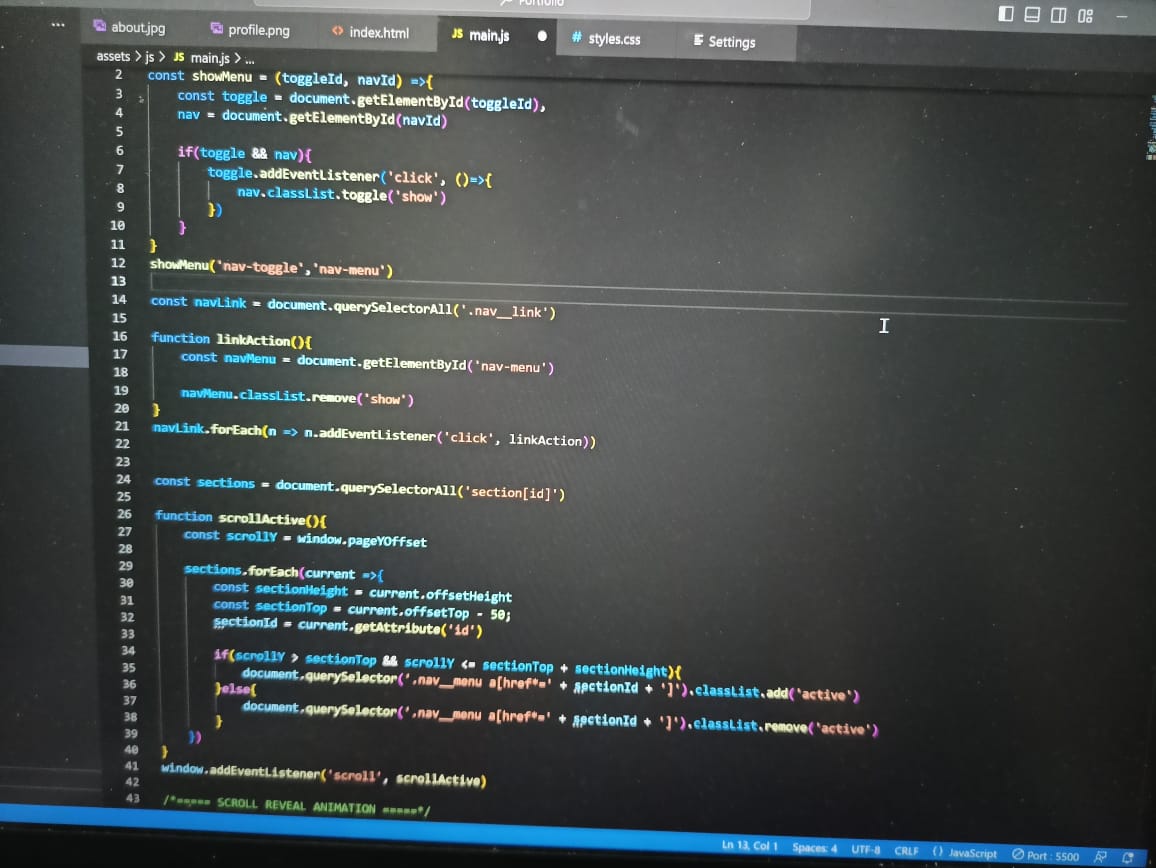 about.jpg profile.png index.html JS main.js # styles.css Settings
assets > js > JS main.js > ...
2 const showMenu = (toggleId, navId) =>{
3 const toggle = document.getElementById(toggleId),
4 nav = document.getElementById(navId)
5
6 if(toggle && nav){
7 toggle.addEventListener('click', ()=>{
8 nav.classList.toggle('show')
9 })
10 }
11 }
12 showMenu('nav-toggle','nav-menu')
13
14 const navLink = document.querySelectorAll('.nav__link')
15
16 function linkAction(){
17 const navMenu = document.getElementById('nav-menu')
18
19 navMenu.classList.remove('show')
20 }
21 navLink.forEach(n => n.addEventListener('click', linkAction))
22
23
24 const sections = document.querySelectorAll('section[id]')
25
26 function scrollActive(){
27 const scrollY = window.pageYOffset
28
29 sections.forEach(current =>{
30 const sectionHeight = current.offsetHeight
31 const sectionTop = current.offsetTop - 50;
32 sectionId = current.getAttribute('id')
33
34 if(scrollY > sectionTop && scrollY <= sectionTop + sectionHeight){
35 document.querySelector('.nav__menu a[href*=' + sectionId + ']').classList.add('active')
36 }else{
37 document.querySelector('.nav__menu a[href*=' + sectionId + ']').classList.remove('active')
38 }
39 })
40 }
41 window.addEventListener('scroll', scrollActive)
42
43 /*===== SCROLL REVEAL ANIMATION =====*/
Ln 13, Col 1 Spaces: 4 UTF-8 CRLF {} JavaScript Port : 5500